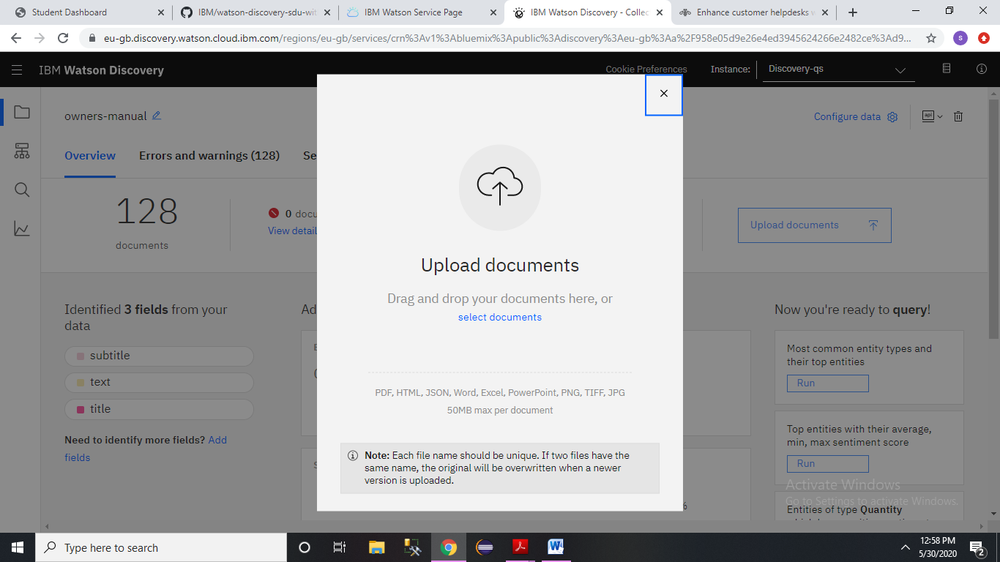 Student Dashboard
IBM/watson-discovery-sdu-wit
IBM Watson Service Page
IBM Watson Discovery - Collec
Enhance customer helpdesks w
eu-gb.discovery.watson.cloud.ibm.com/regions/eu-gb/services/crn%3Av1%3Abluemix%3Apublic%3Adiscovery%3Aeu-gb%3Aa%2F958e05d9e26e4ed3945624266e2482ce%3Ad9...
S
IBM Watson Discovery
Cookie Preferences
Instance:
Discovery-qs
owners-manual
Configure data
api
Overview
Errors and warnings (128)
Se
128
documents
0 docu
View detail
Upload documents
Upload documents
Drag and drop your documents here, or
select documents
PDF, HTML, JSON, Word, Excel, PowerPoint, PNG, TIFF, JPG
50MB max per document
Note: Each file name should be unique. If two files have the
same name, the original will be overwritten when a newer
version is uploaded.
Identified 3 fields from your
data
subtitle
text
title
Need to identify more fields? Add
fields
Ad
Now you're ready to query!
Most common entity types and
their top entities
Run
Top entities with their average,
min, max sentiment score
Run
Entities of type Quantity
%
Activate Windows
Go to Settings to activate Windows.
Type here to search
12:58 PM
5/30/2020
2